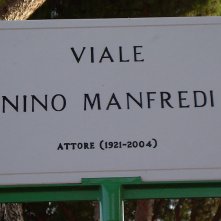 VIALE
NINO MANFREDI
ATTORE (1921-2004)